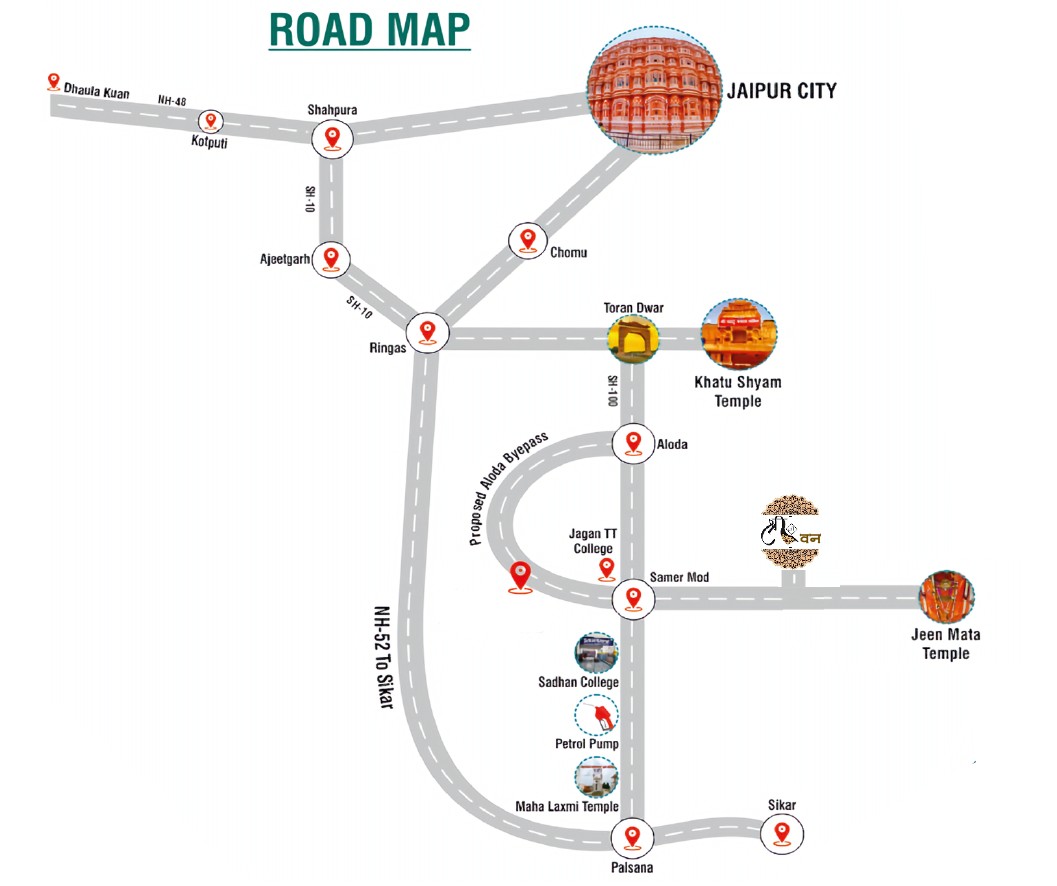 ROAD MAP
JAIPUR CITY
Dhaula Kuan
NH-48
Kotputi
Shahpura
SH-10
Ajeetgarh
SH-10
Chomu
Ringas
Toran Dwar
Khatu Shyam
Temple
SH-100
Aloda
Proposed Aloda Byepass
Jagan TT
College
वन
Samer Mod
Jeen Mata
Temple
NH-52 To Sikar
Sadhan College
Petrol Pump
Maha Laxmi Temple
Sikar
Palsana